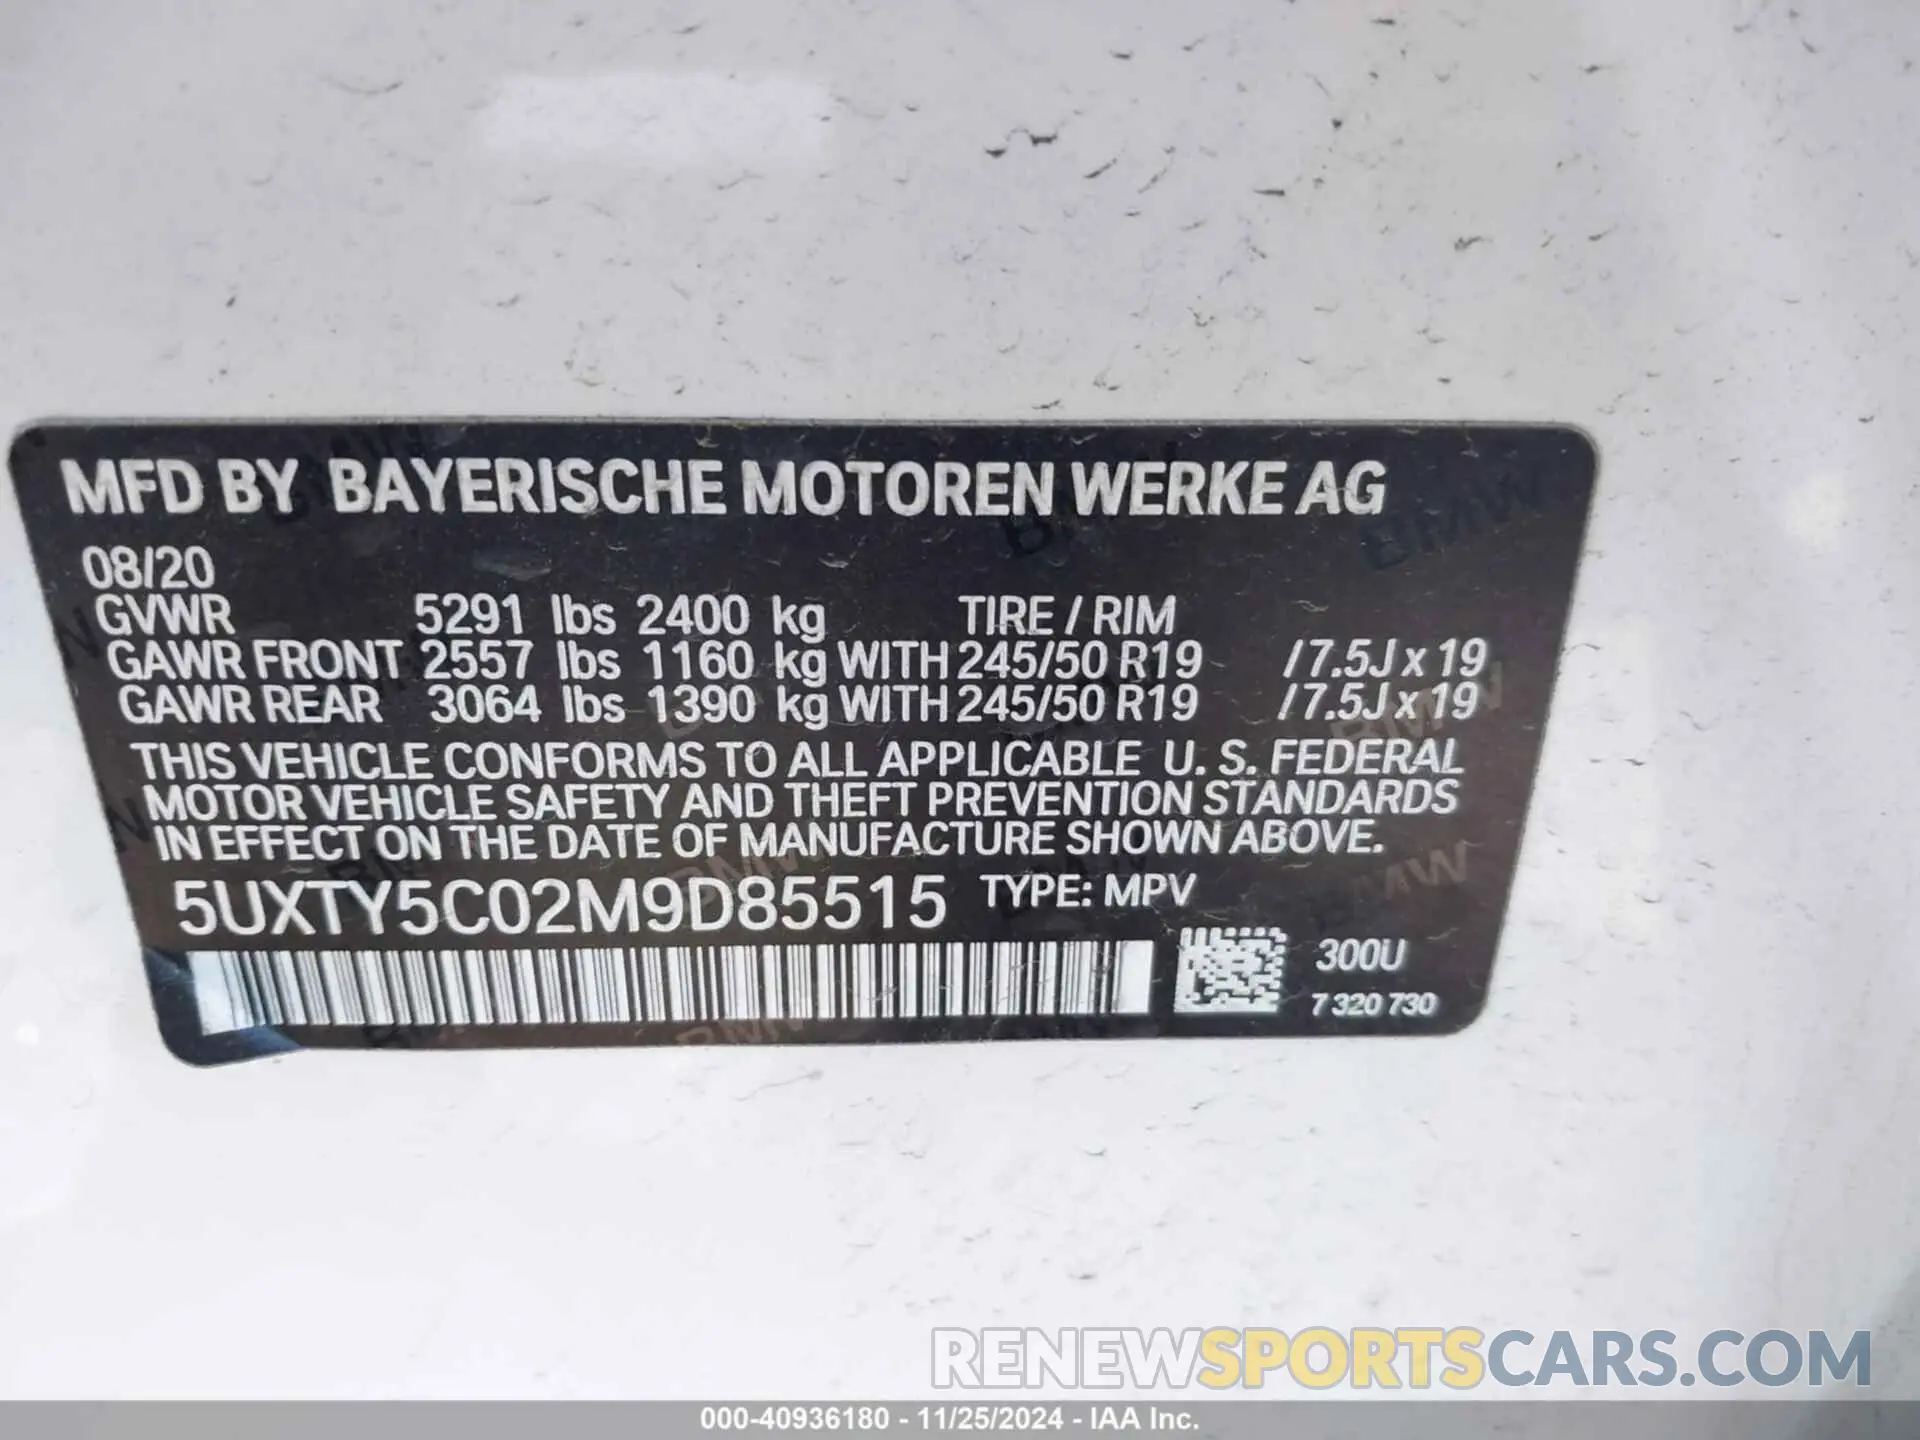 MFD BY BAYERISCHE MOTOREN WERKE AG
08/20
GVWR 5291 lbs 2400 kg TIRE / RIM
GAWR FRONT 2557 lbs 1160 kg WITH 245/50 R19 /7.5J x 19
GAWR REAR 3064 lbs 1390 kg WITH 245/50 R19 /7.5J x 19
THIS VEHICLE CONFORMS TO ALL APPLICABLE U. S. FEDERAL
MOTOR VEHICLE SAFETY AND THEFT PREVENTION STANDARDS
IN EFFECT ON THE DATE OF MANUFACTURE SHOWN ABOVE.
5UXTY5C02M9D85515 TYPE: MPV
300U
7 320 730
RENEWSPORTSCARS.COM
000-40936180 - 11/25/2024 - IAA Inc.